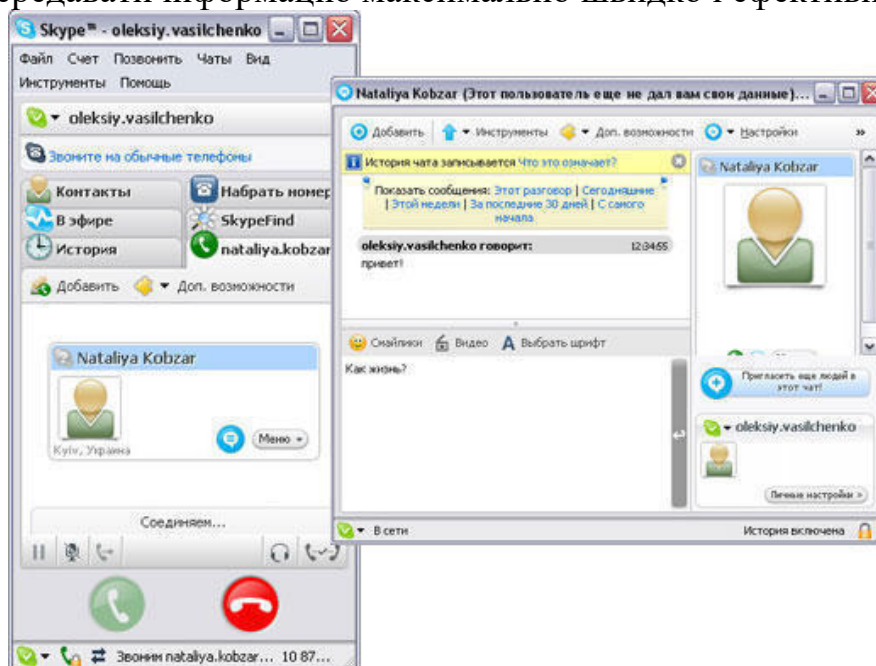 передавати інформацію максимально швидко і ефективн
Skype™ - oleksiy.vasilchenko
Файл Счет Позвонить Чаты Вид
Инструменты Помощь
oleksiy.vasilchenko
Звоните на обычные телефоны
Контакты Набрать номер
В эфире SkypeFind
История nataliya.kobzar
Добавить Доп. возможности
Nataliya Kobzar
Kyiv, Украина
Меню
Соединяем...
Звоним nataliya.kobzar... 10 87...
Nataliya Kobzar (Этот пользователь еще не дал вам свои данные)...
Добавить Инструменты Доп. возможности Настройки »
История чата записывается Что это означает?
Показать сообщения: Этот разговор | Сегодняшние
| Этой недели | За последние 30 дней | С самого
начала
oleksiy.vasilchenko говорит: 12:34:55
привет!
Смайлики Видео A Выбрать шрифт
Как жизнь?
Nataliya Kobzar
Пригласить еще людей в
этот чат!
oleksiy.vasilchenko
Личные настройки »
В сети История включена